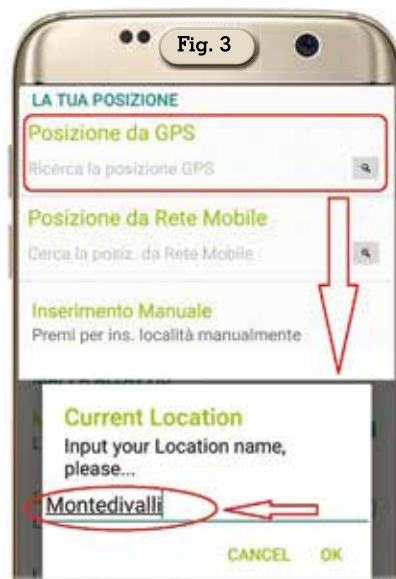 Fig. 3
LA TUA POSIZIONE
Posizione da GPS
Ricerca la posizione GPS
Posizione da Rete Mobile
Cerca la posiz. da Rete Mobile
Inserimento Manuale
Premi per ins. località manualmente
Current Location
Input your Location name,
please...
Montedivalli
CANCEL OK